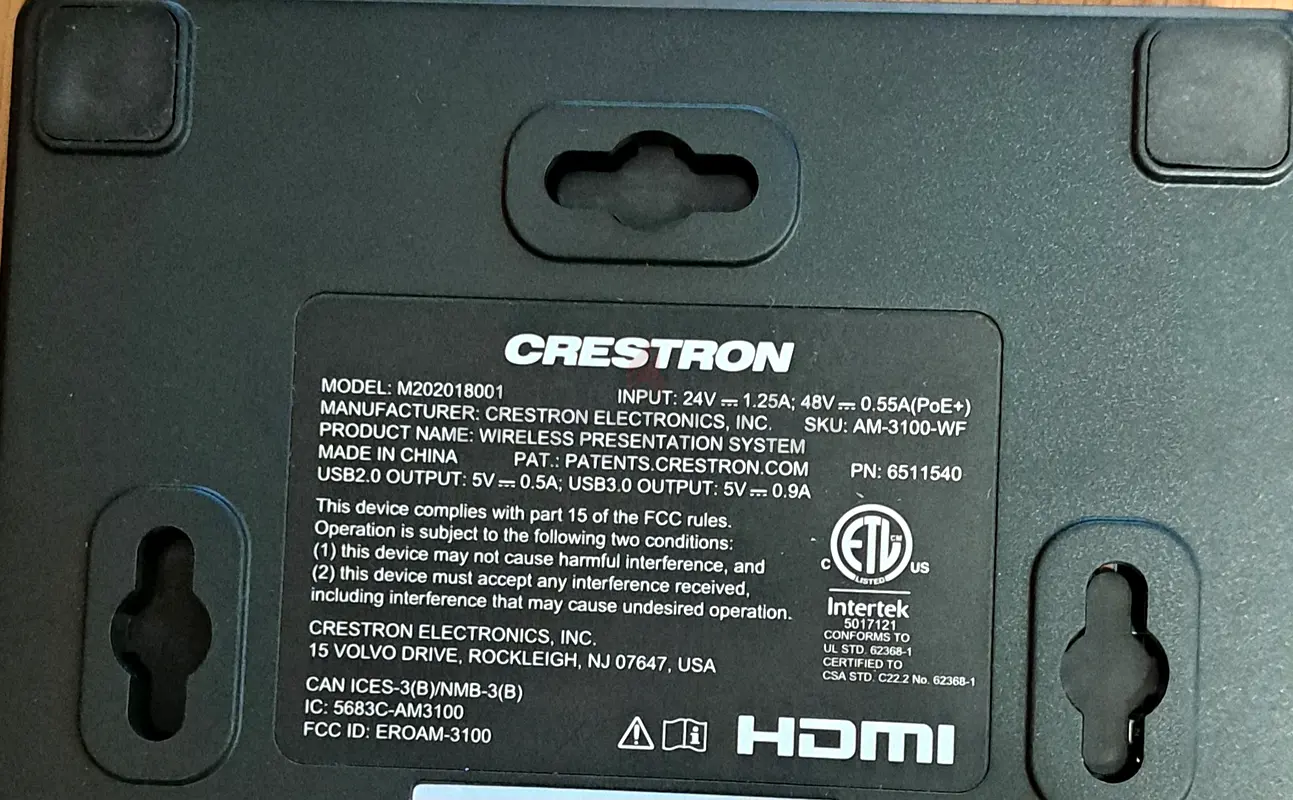 CRESTRON
MODEL: M202018001 INPUT: 24V ⎓ 1.25A; 48V ⎓ 0.55A(PoE+)
MANUFACTURER: CRESTRON ELECTRONICS, INC. SKU: AM-3100-WF
PRODUCT NAME: WIRELESS PRESENTATION SYSTEM
MADE IN CHINA PAT.: PATENTS.CRESTRON.COM PN: 6511540
USB2.0 OUTPUT: 5V ⎓ 0.5A; USB3.0 OUTPUT: 5V ⎓ 0.9A
This device complies with part 15 of the FCC rules.
Operation is subject to the following two conditions:
(1) this device may not cause harmful interference, and
(2) this device must accept any interference received,
including interference that may cause undesired operation.
CRESTRON ELECTRONICS, INC.
15 VOLVO DRIVE, ROCKLEIGH, NJ 07647, USA
CAN ICES-3(B)/NMB-3(B)
IC: 5683C-AM3100
FCC ID: EROAM-3100
ETL CM
LISTED
C US
Intertek
5017121
CONFORMS TO
UL STD. 62368-1
CERTIFIED TO
CSA STD. C22.2 No. 62368-1
HDMI